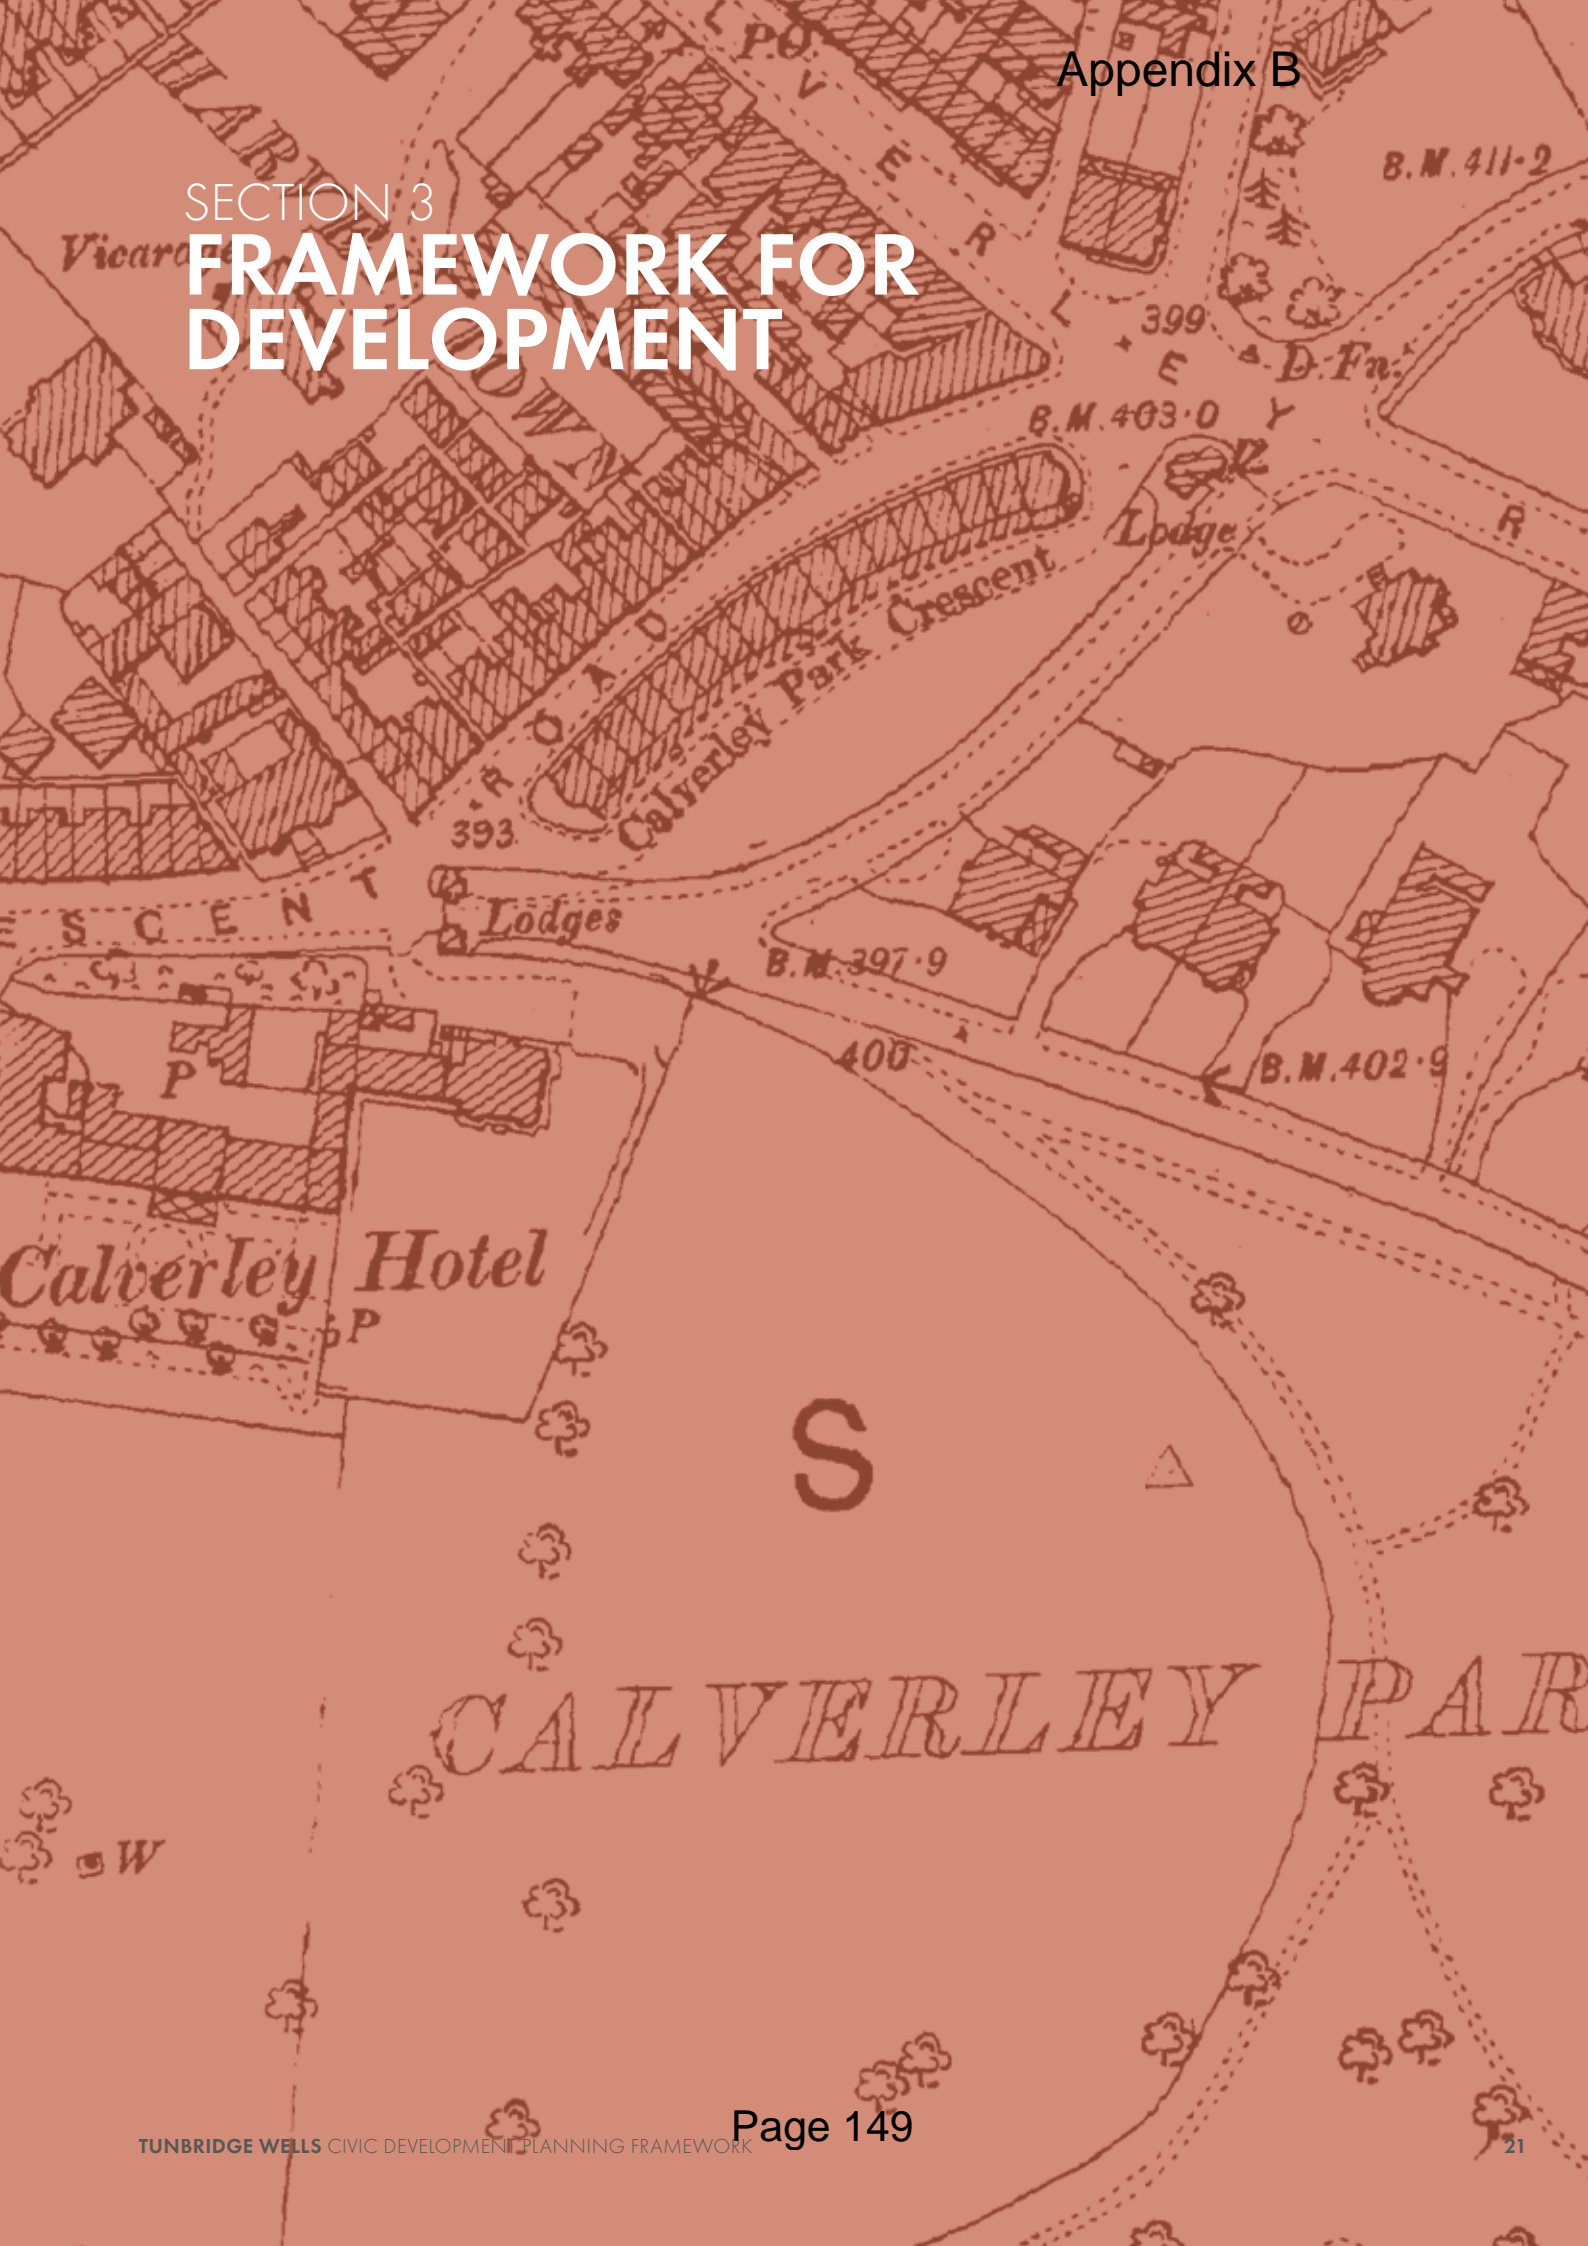 Appendix B
SECTION 3
FRAMEWORK FOR
DEVELOPMENT
P.O.
B.M. 411·2
399
D.Fn.
B.M. 403·0
Lodge
ROAD
Calverley Park Crescent
393
Lodges
B.M. 397·9
400
B.M. 402·9
P
Calverley Hotel
P
S
CALVERLEY PAR
W
Page 149
TUNBRIDGE WELLS CIVIC DEVELOPMENT PLANNING FRAMEWORK
21